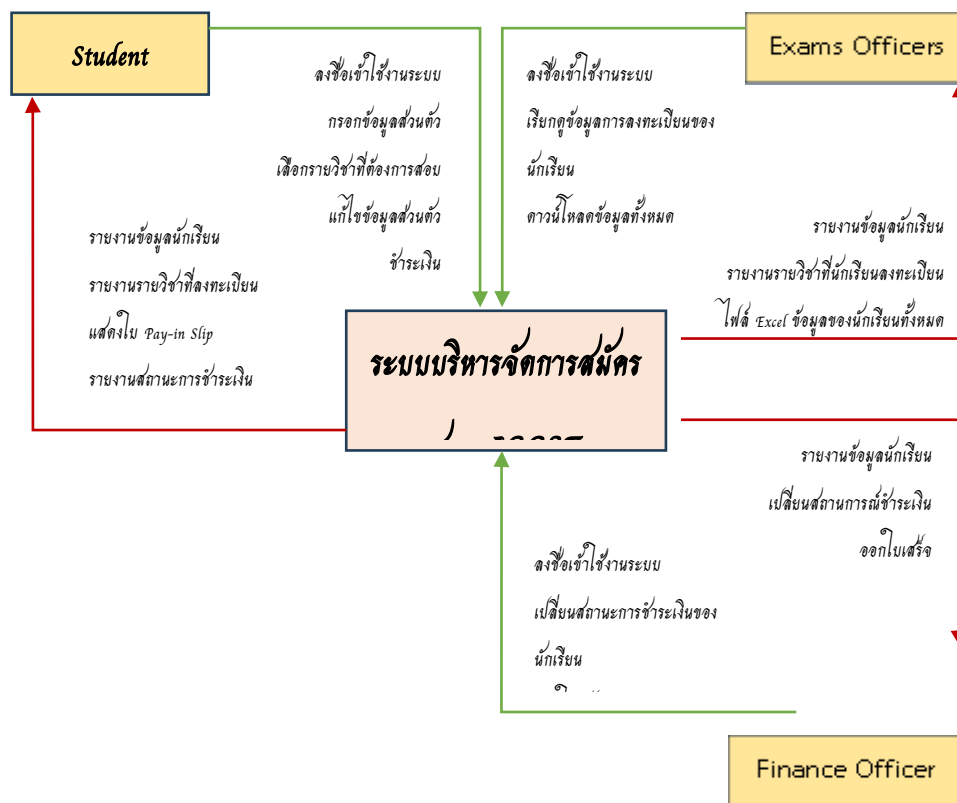 Student
Exams Officers
ลงชื่อเข้าใช้งานระบบ
กรอกข้อมูลส่วนตัว
เลือกรายวิชาที่ต้องการสอบ
แก้ไขข้อมูลส่วนตัว
ชำระเงิน
ลงชื่อเข้าใช้งานระบบ
เรียกดูข้อมูลการลงทะเบียนของ
นักเรียน
ดาวน์โหลดข้อมูลทั้งหมด
รายงานข้อมูลนักเรียน
รายงานรายวิชาที่ลงทะเบียน
แสดงใบ Pay-in Slip
รายงานสถานะการชำระเงิน
รายงานข้อมูลนักเรียน
รายงานรายวิชาที่นักเรียนลงทะเบียน
ไฟล์ Excel ข้อมูลของนักเรียนทั้งหมด
ระบบบริหารจัดการสมัคร
รายงานข้อมูลนักเรียน
เปลี่ยนสถานการณ์ชำระเงิน
ออกใบเสร็จ
ลงชื่อเข้าใช้งานระบบ
เปลี่ยนสถานะการชำระเงินของ
นักเรียน
Finance Officer